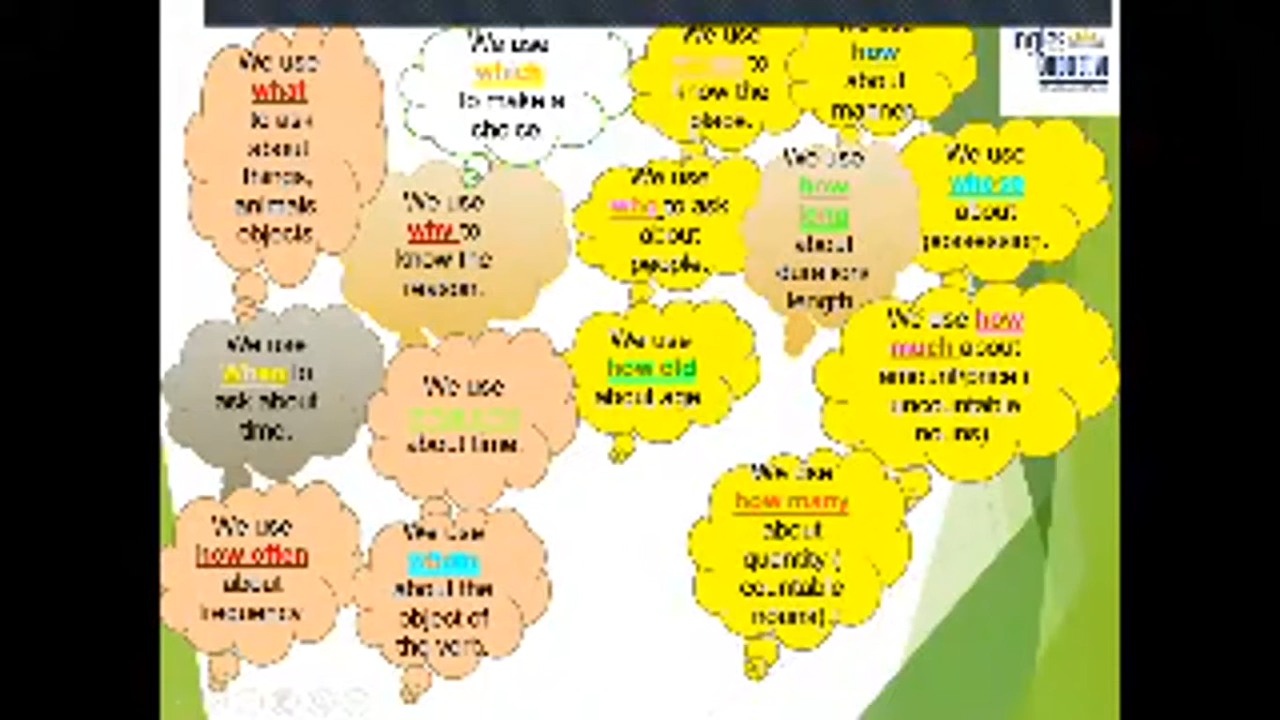 We use
what
to ask
about
things,
animals
objects
We use
which
to make a
choice
We use
to
know the
place.
We use
how
about
manner
We use
why to
know the
reason.
We use
who to ask
about
people.
We use
how
long
about
durations
length
We use
whose
about
possession.
We use
When to
ask about
time.
We use
about time.
We use
how old
about age
We use how
much about
amount/price (
uncountable
nouns)
We use
how often
about
frequency
We use
whom
about the
object of
the verb.
We use
how many
about
quantity (
countable
nouns).